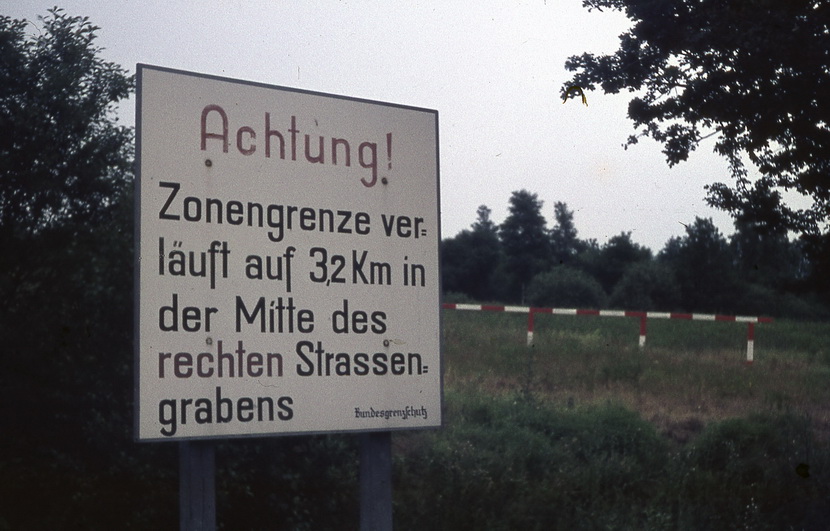 Achtung!
Zonengrenze ver=
läuft auf 3,2 Km in
der Mitte des
rechten Strassen=
grabens
Bundesgrenzschutz